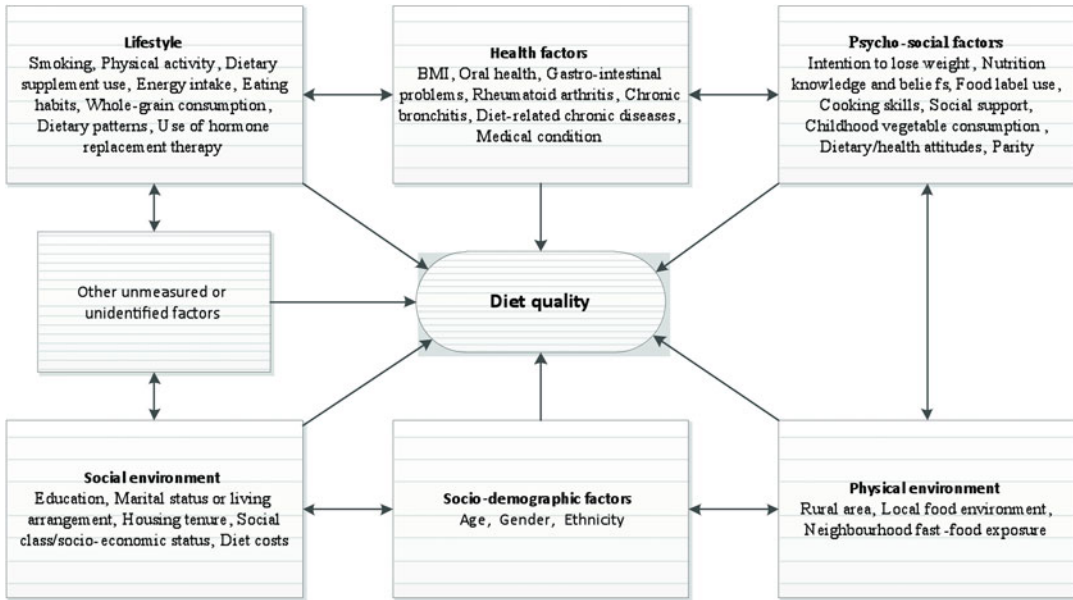 Lifestyle
Smoking, Physical activity, Dietary
supplement use, Energy intake, Eating
habits, Whole-grain consumption,
Dietary patterns, Use of hormone
replacement therapy
Health factors
BMI, Oral health, Gastro-intestinal
problems, Rheumatoid arthritis, Chronic
bronchitis, Diet-related chronic diseases,
Medical condition
Psycho-social factors
Intention to lose weight, Nutrition
knowledge and beliefs, Food label use,
Cooking skills, Social support,
Childhood vegetable consumption,
Dietary/health attitudes, Parity
Other unmeasured or
unidentified factors
Diet quality
Social environment
Education, Marital status or living
arrangement, Housing tenure, Social
class/socio-economic status, Diet costs
Socio-demographic factors
Age, Gender, Ethnicity
Physical environment
Rural area, Local food environment,
Neighbourhood fast-food exposure